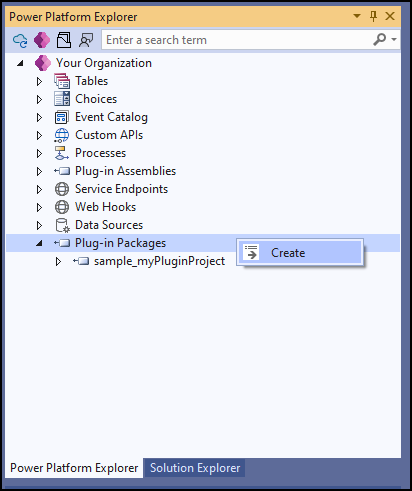 Power Platform Explorer
Enter a search term
Your Organization
Tables
Choices
Event Catalog
Custom APIs
Processes
Plug-in Assemblies
Service Endpoints
Web Hooks
Data Sources
Plug-in Packages
Create
sample_myPluginProject
Power Platform Explorer Solution Explorer